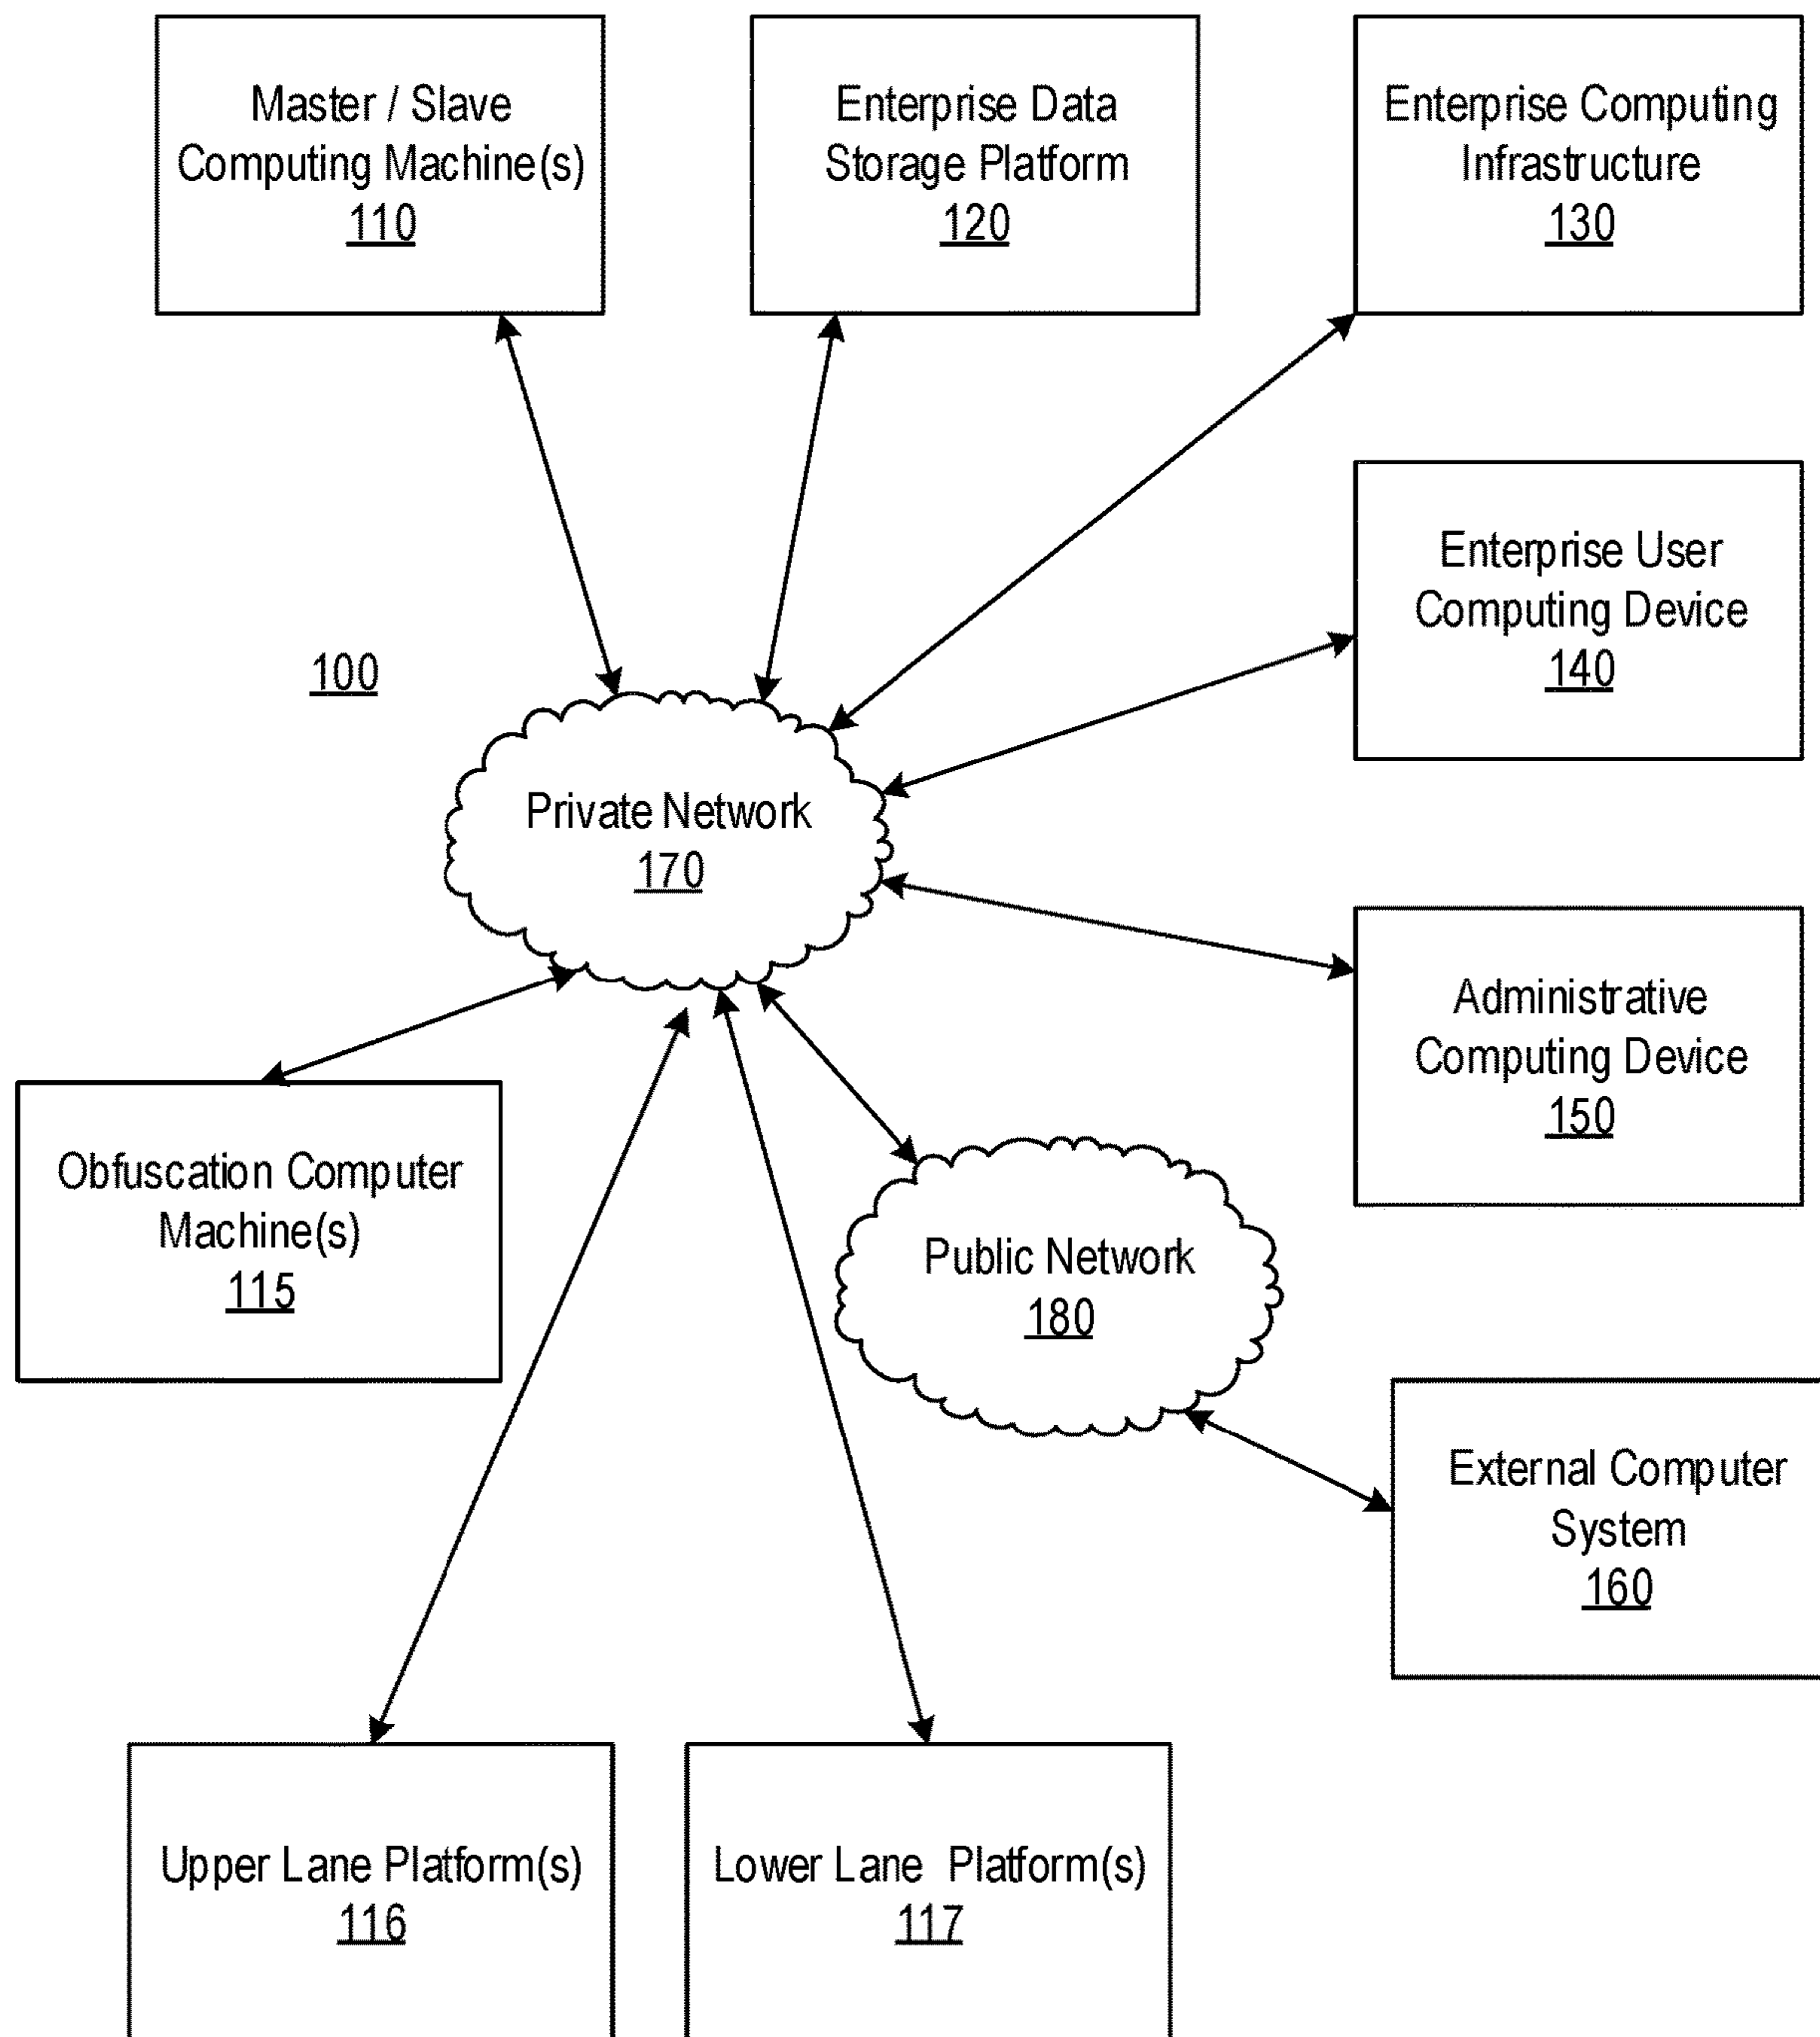 Master / Slave
Computing Machine(s)
110
Enterprise Data
Storage Platform
120
Enterprise Computing
Infrastructure
130
Enterprise User
Computing Device
140
100
Private Network
170
Administrative
Computing Device
150
Obfuscation Computer
Machine(s)
115
Public Network
180
External Computer
System
160
Upper Lane Platform(s)
116
Lower Lane Platform(s)
117